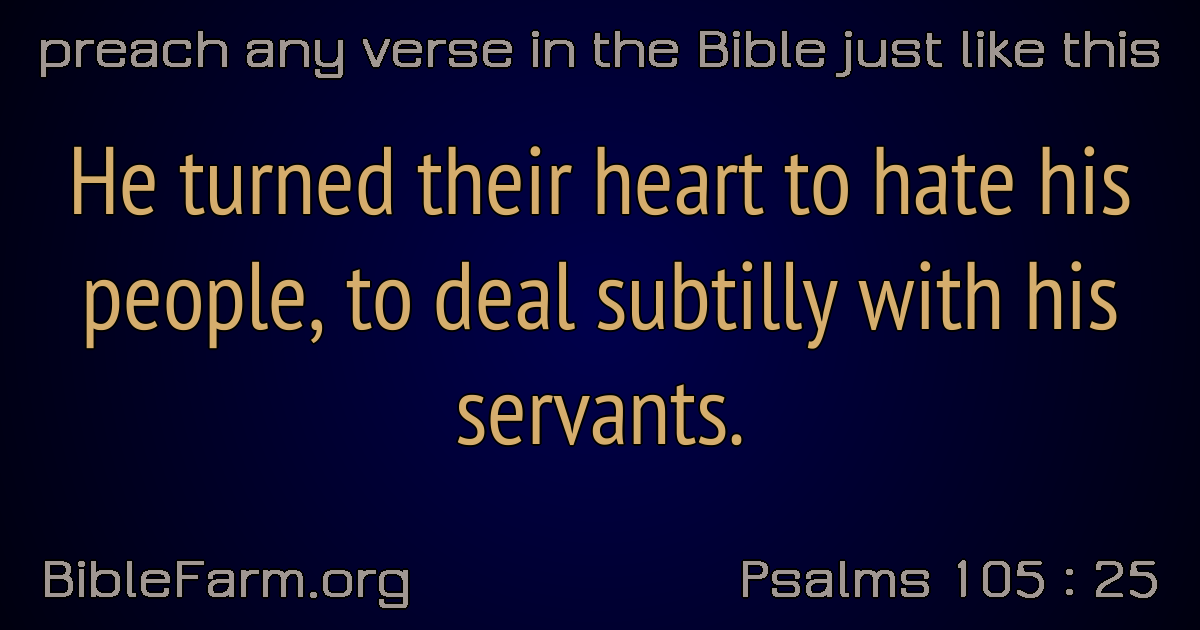 preach any verse in the Bible just like this
He turned their heart to hate his
people, to deal subtilly with his
servants.
BibleFarm.org
Psalms 105 : 25